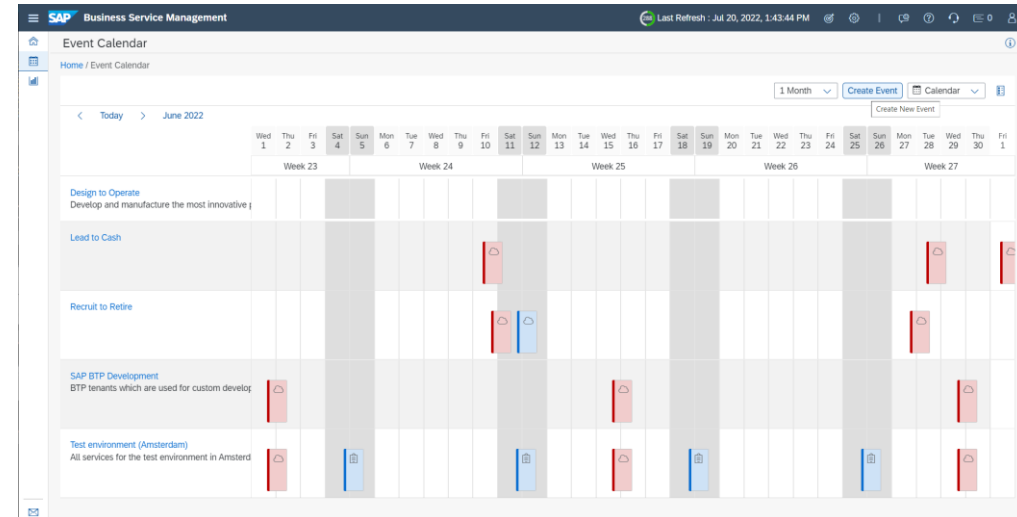 SAP Business Service Management
288 Last Refresh : Jul 20, 2022, 1:43:44 PM
0
Event Calendar
Home / Event Calendar
1 Month
Create Event
Calendar
Create New Event
Today
June 2022
Wed Thu Fri Sat Sun Mon Tue Wed Thu Fri Sat Sun Mon Tue Wed Thu Fri Sat Sun Mon Tue Wed Thu Fri Sat Sun Mon Tue Wed Thu Fri
1 2 3 4 5 6 7 8 9 10 11 12 13 14 15 16 17 18 19 20 21 22 23 24 25 26 27 28 29 30 1
Week 23 Week 24 Week 25 Week 26 Week 27
Design to Operate
Develop and manufacture the most innovative
Lead to Cash
Recruit to Retire
SAP BTP Development
BTP tenants which are used for custom develop
Test environment (Amsterdam)
All services for the test environment in Amsterd